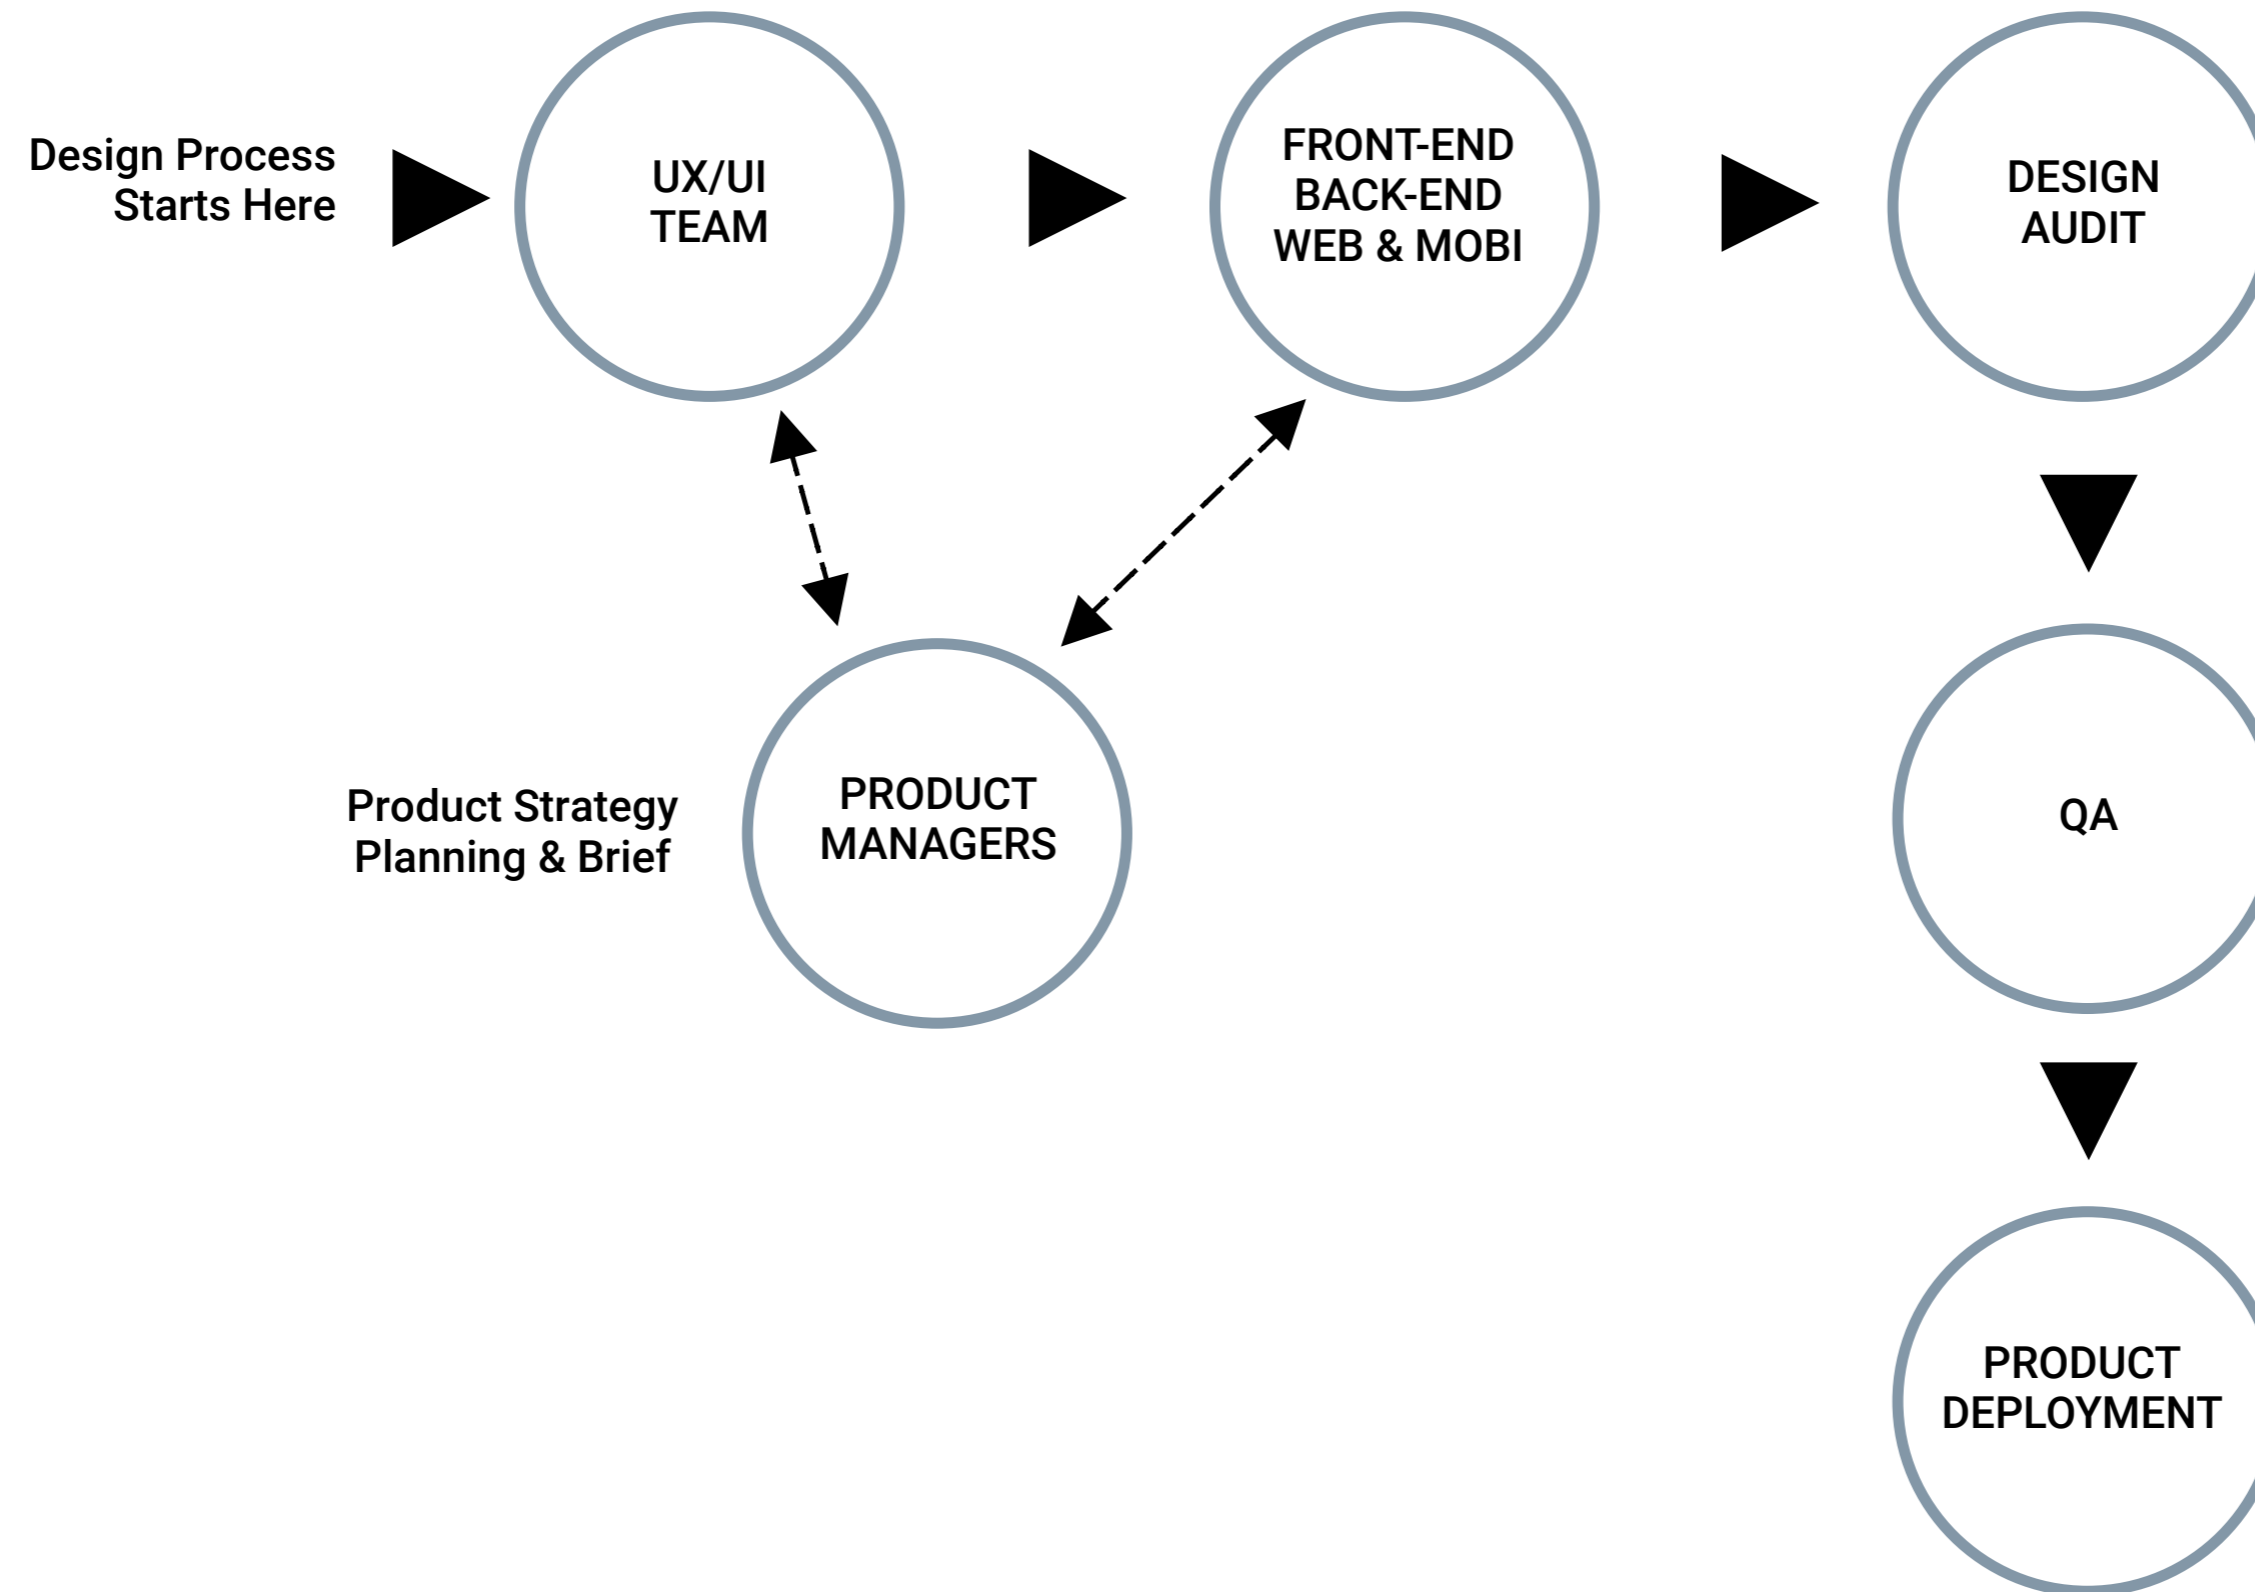 Design Process
Starts Here
UX/UI
TEAM
FRONT-END
BACK-END
WEB & MOBI
DESIGN
AUDIT
Product Strategy
Planning & Brief
PRODUCT
MANAGERS
QA
PRODUCT
DEPLOYMENT